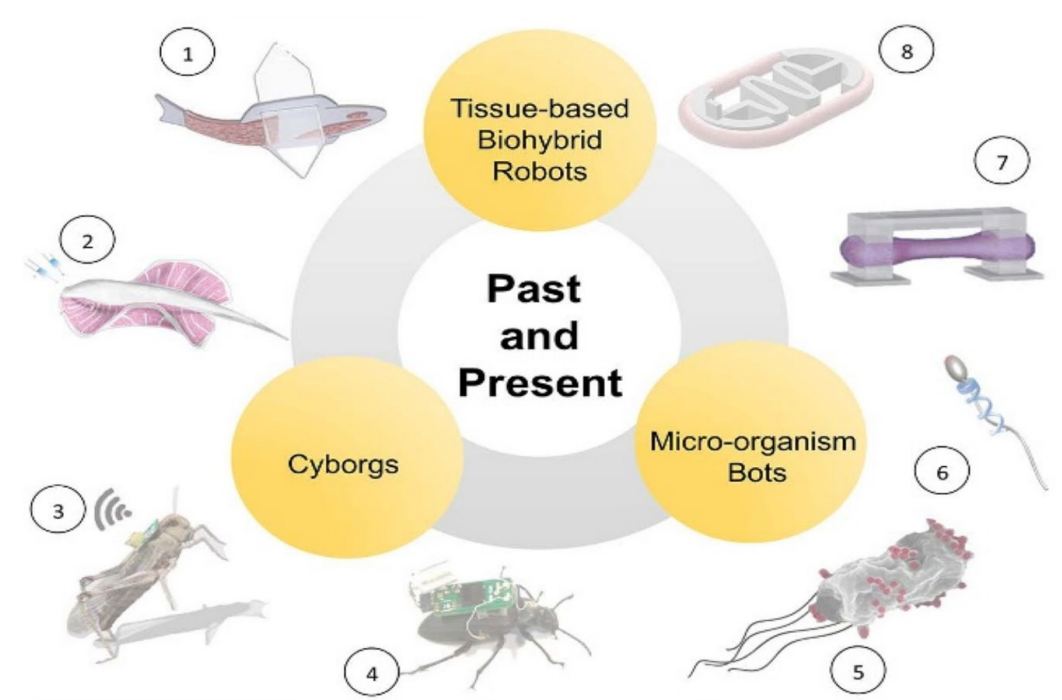 1
8
Tissue-based
Biohybrid
Robots
7
2
Past
and
Present
Micro-organism
Bots
Cyborgs
6
3
4
5